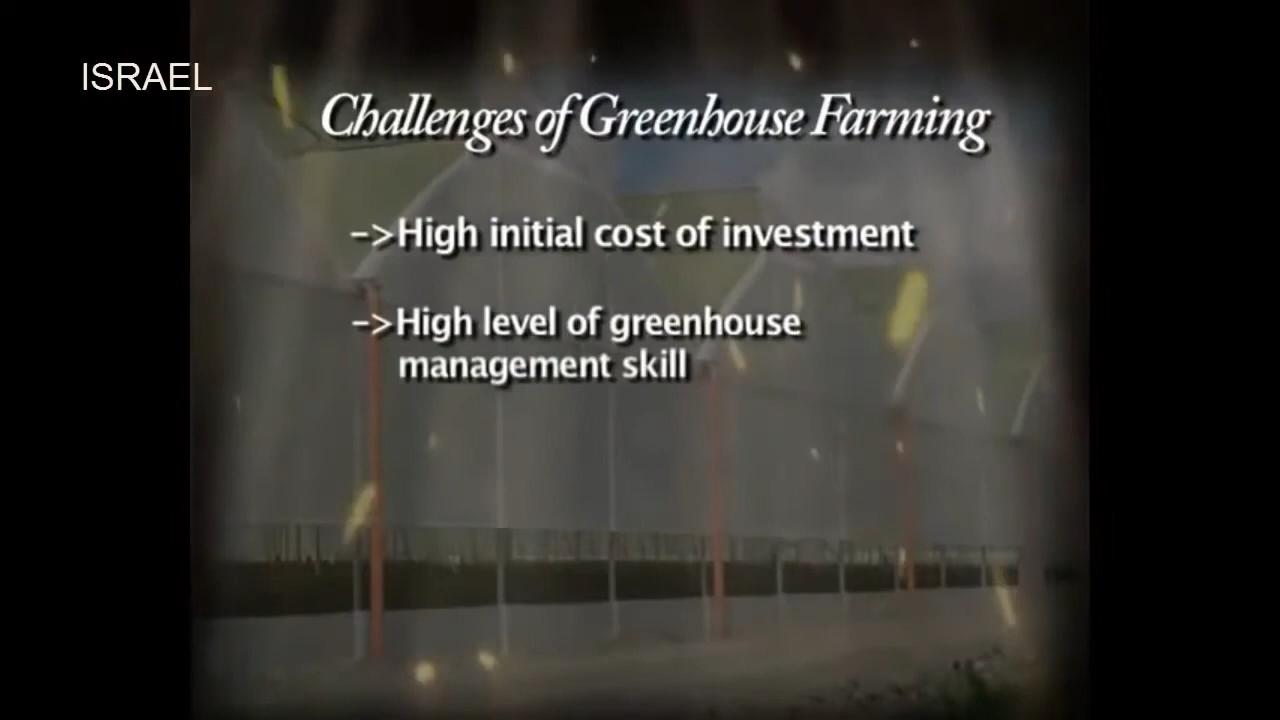 ISRAEL
Challenges of Greenhouse Farming
->High initial cost of investment
->High level of greenhouse
management skill